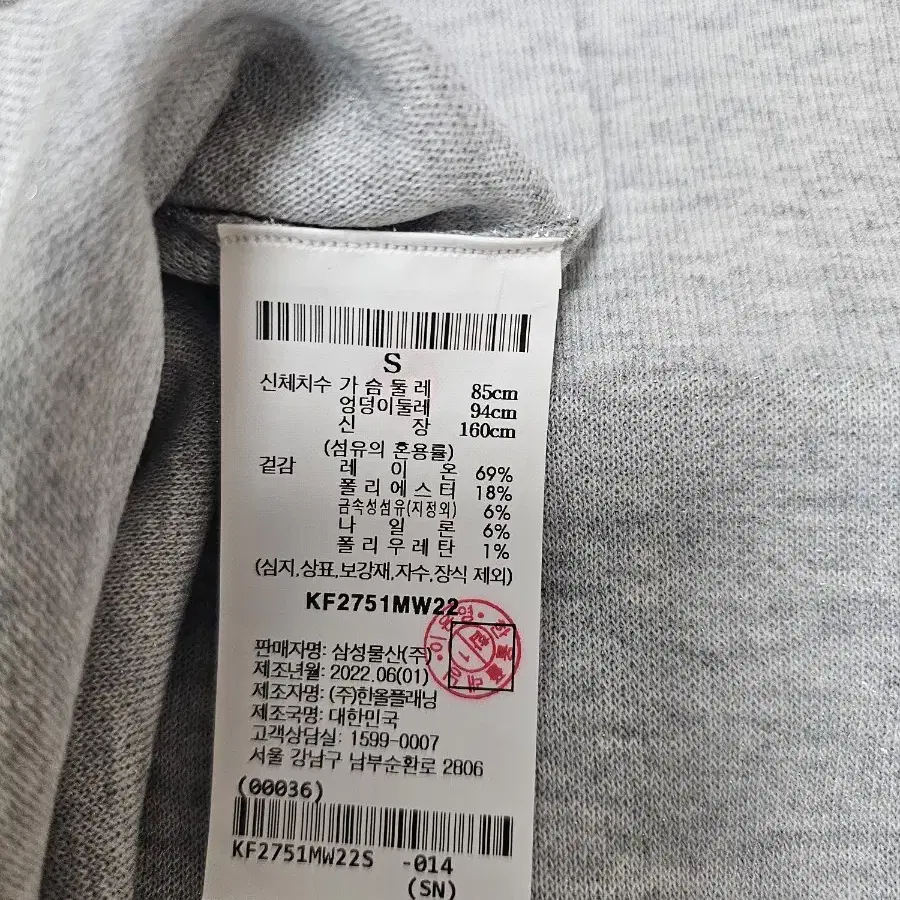 S
신체치수 가슴둘레 85cm
엉덩이둘레 94cm
신장 160cm
(섬유의 혼용률)
겉감 레이온 69%
폴리에스터 18%
금속성섬유(지정외) 6%
나일론 6%
폴리우레탄 1%
(심지,상표,보강재,자수,장식 제외)
KF2751MW22
판매자명: 삼성물산(주)
제조년월: 2022.06(01)
제조자명: (주)한올플래닝
제조국명: 대한민국
고객상담실: 1599-0007
서울 강남구 남부순환로 2806
(00036)
KF2751MW22S -014
(SN)